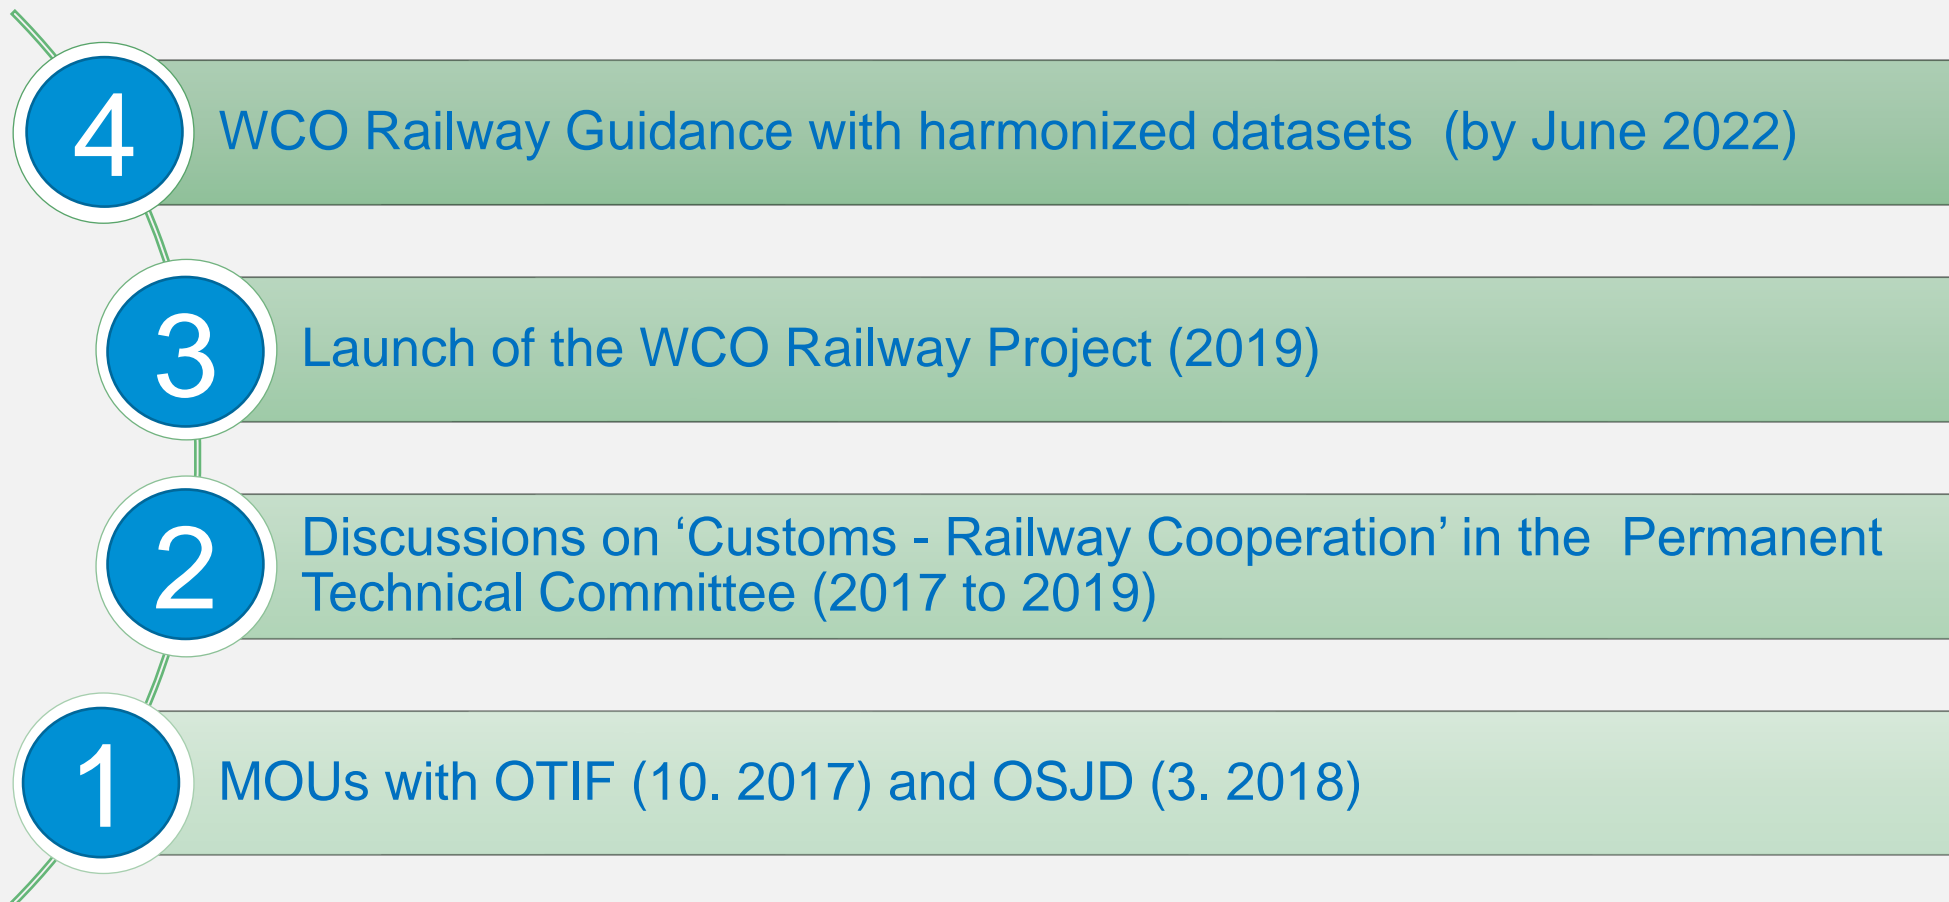 4
WCO Railway Guidance with harmonized datasets  (by June 2022)
3
Launch of the WCO Railway Project (2019)
2
Discussions on ‘Customs - Railway Cooperation’ in the  Permanent
Technical Committee (2017 to 2019)
1
MOUs with OTIF (10. 2017) and OSJD (3. 2018)